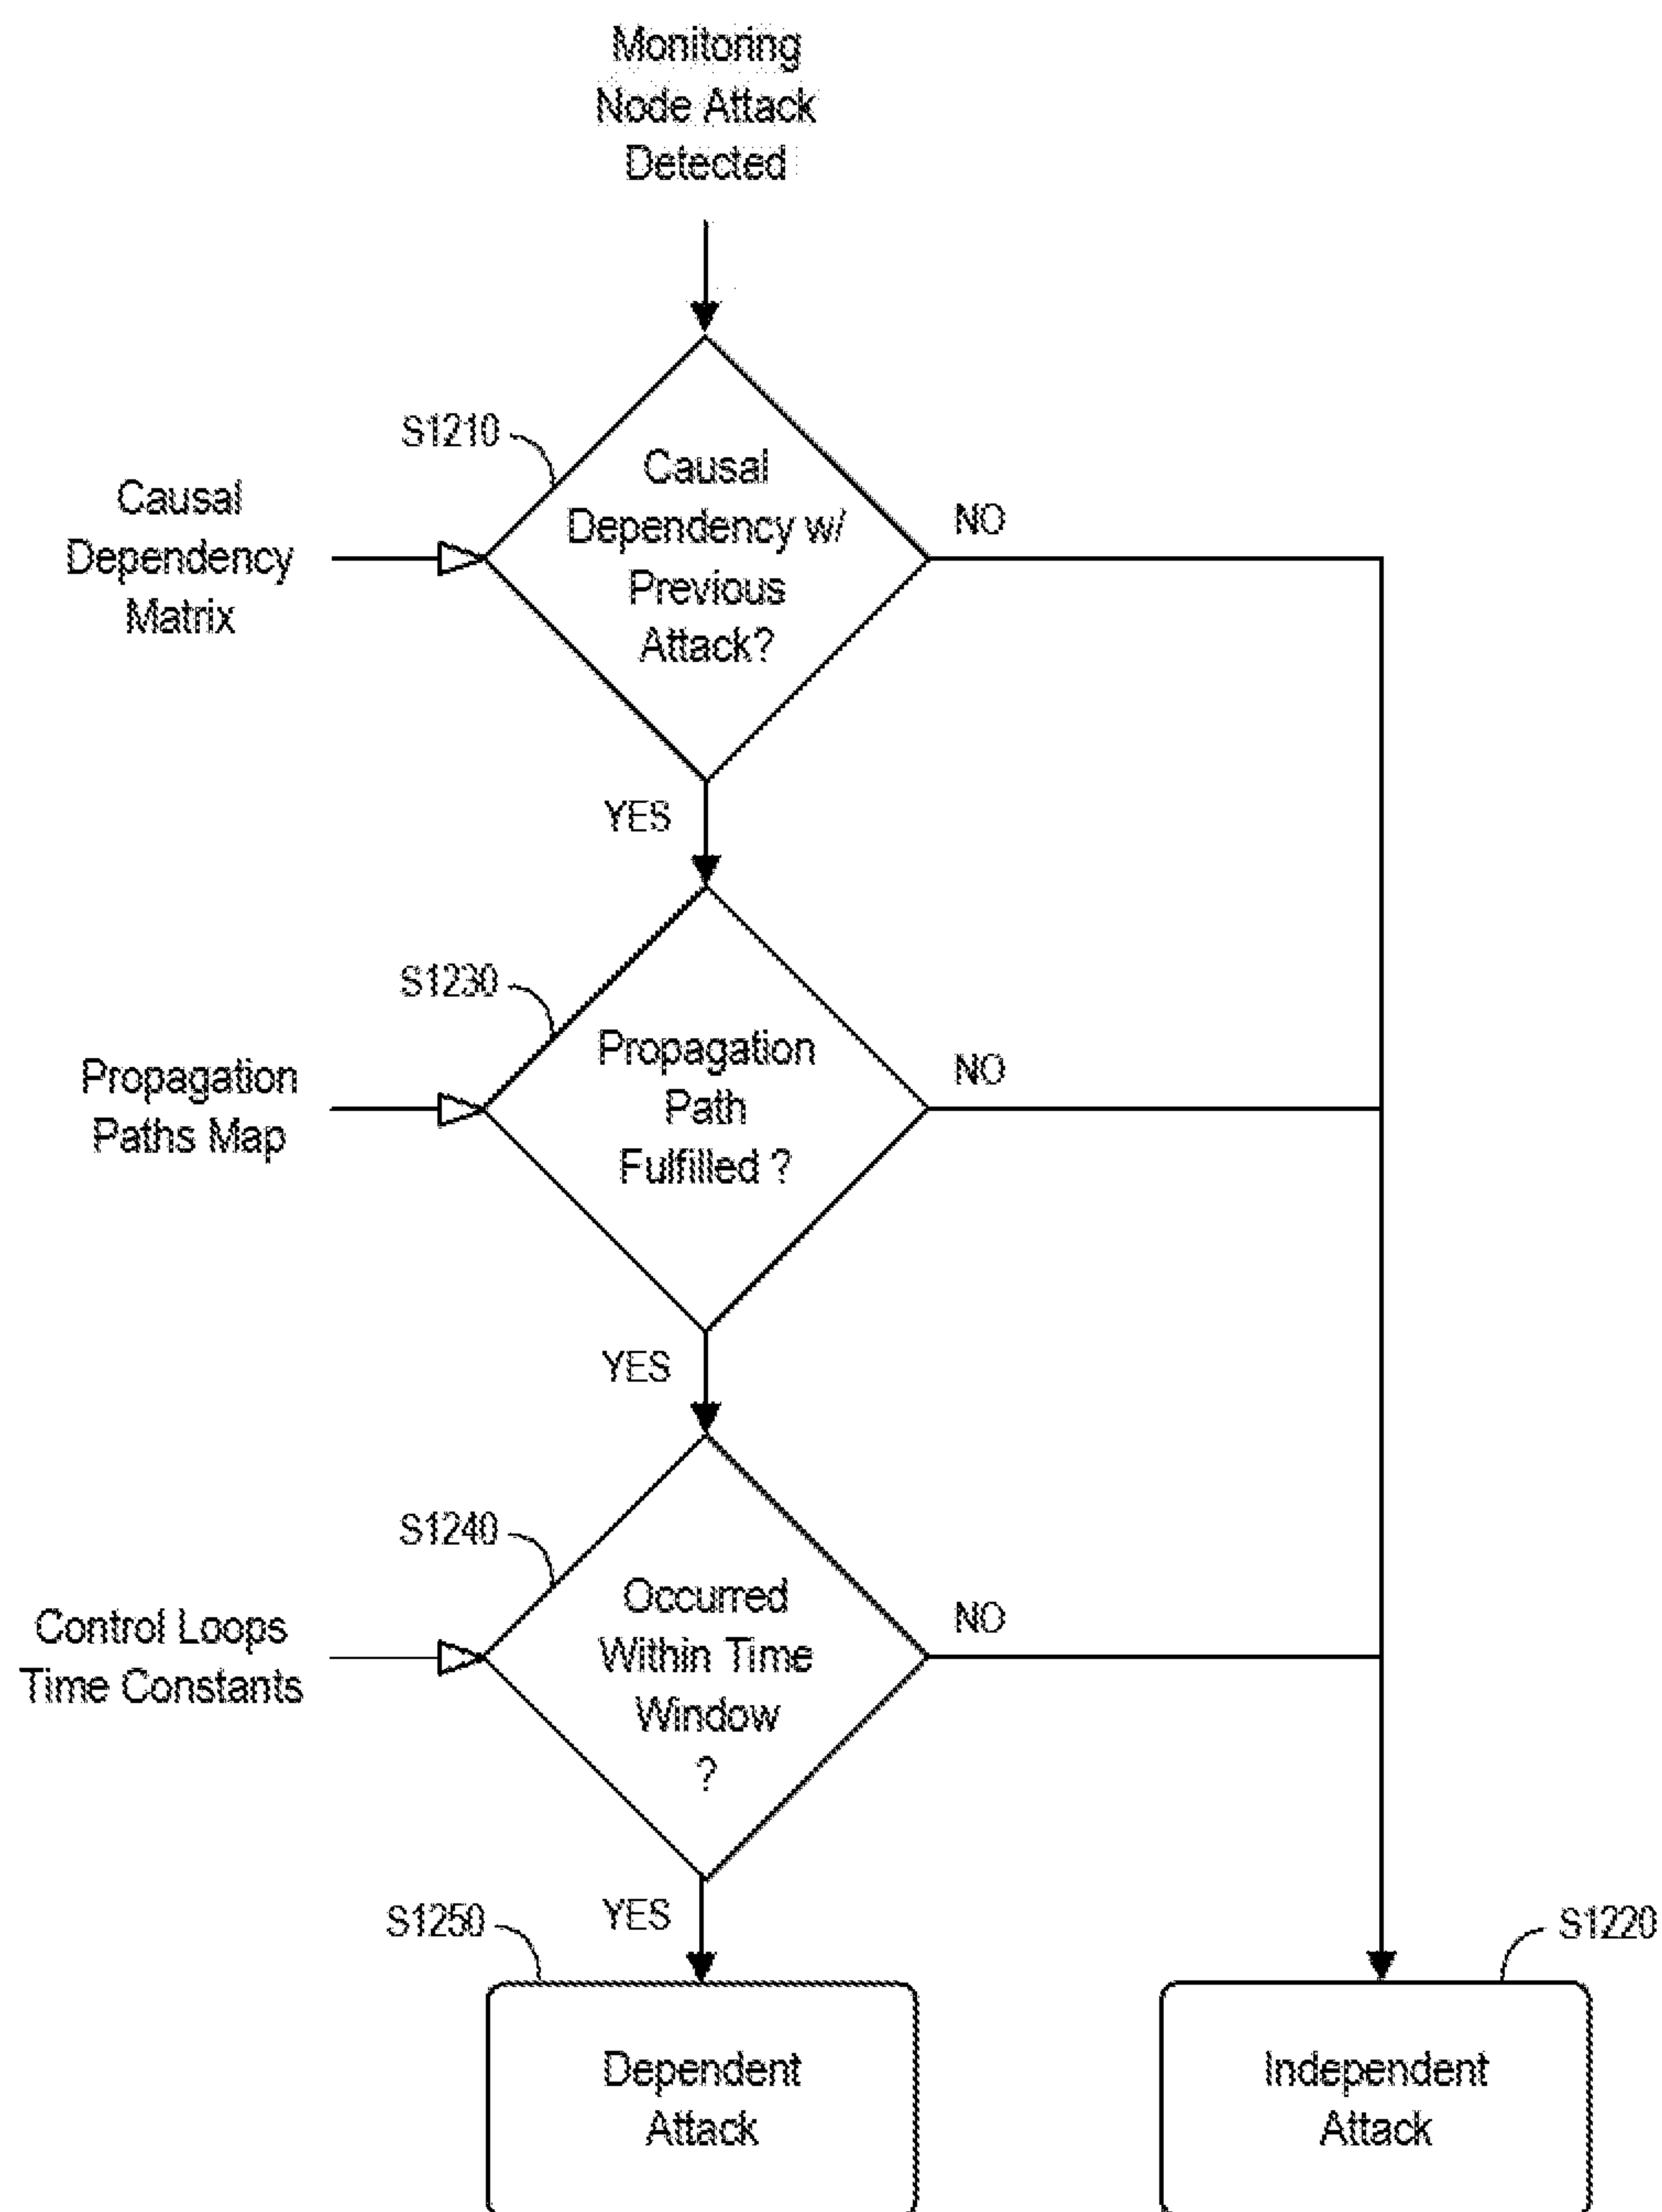 Monitoring
Node Attack
Detected
S1210
Causal
Dependency
Matrix
Causal
Dependency w/
Previous
Attack?
NO
YES
S1230
Propagation
Paths Map
Propagation
Path
Fulfilled ?
NO
YES
S1240
Control Loops
Time Constants
Occurred
Within Time
Window
?
NO
YES
S1250
S1220
Dependent
Attack
Independent
Attack